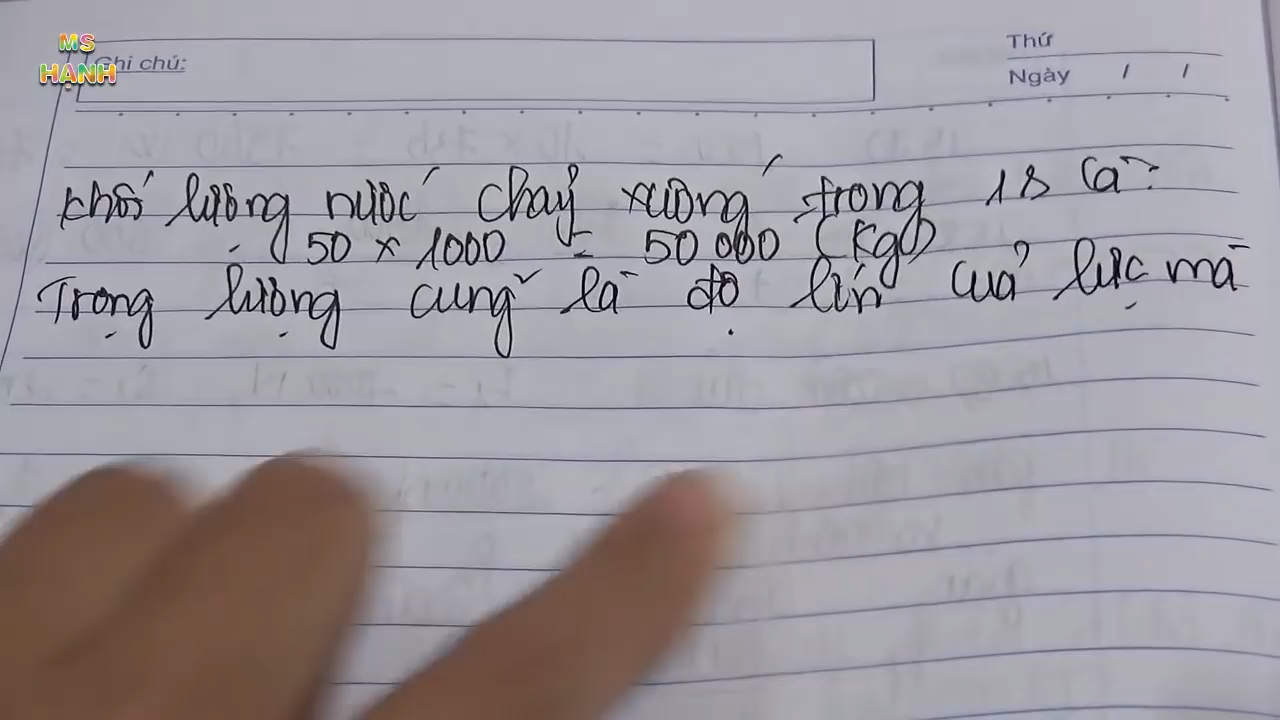 MS
HẠNH
Ghi chú:
Thứ
Ngày / /
Khối lượng nước chảy xuống trong 1s là:
50 x 1000 = 50 000 (kg)
Trọng lượng cũng là độ lớn của lực mà